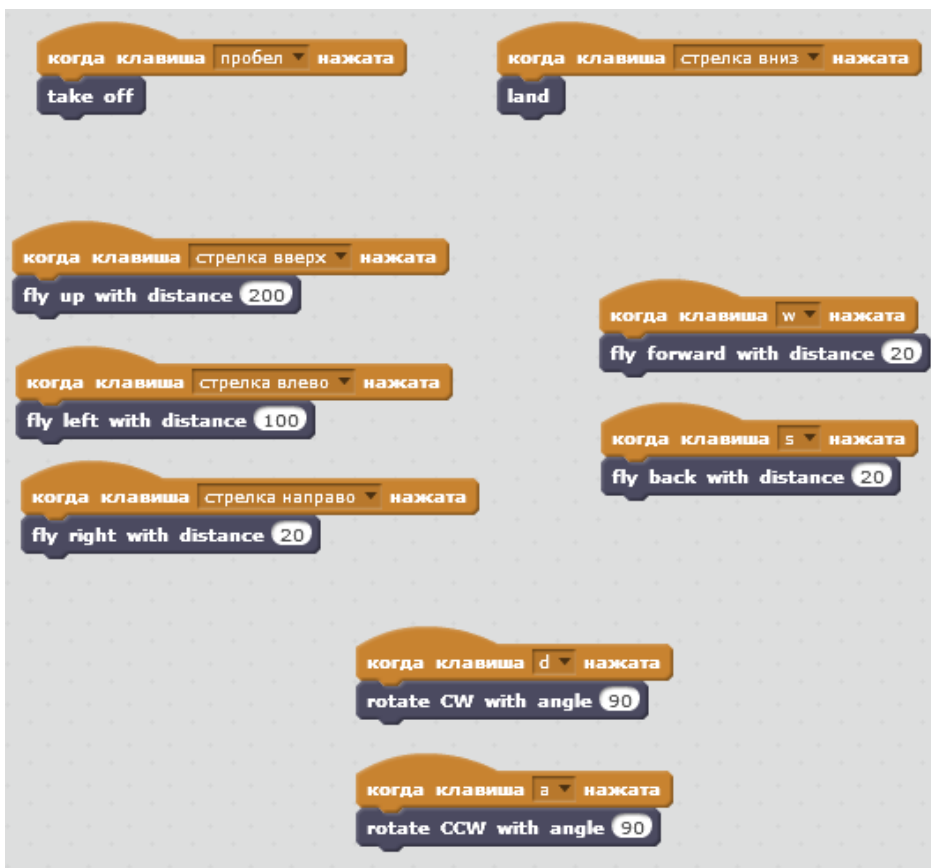 когда клавиша пробел нажата
take off
когда клавиша стрелка вниз нажата
land
когда клавиша стрелка вверх нажата
fly up with distance 200
когда клавиша стрелка влево нажата
fly left with distance 100
когда клавиша стрелка направо нажата
fly right with distance 20
когда клавиша w нажата
fly forward with distance 20
когда клавиша s нажата
fly back with distance 20
когда клавиша d нажата
rotate CW with angle 90
когда клавиша a нажата
rotate CCW with angle 90